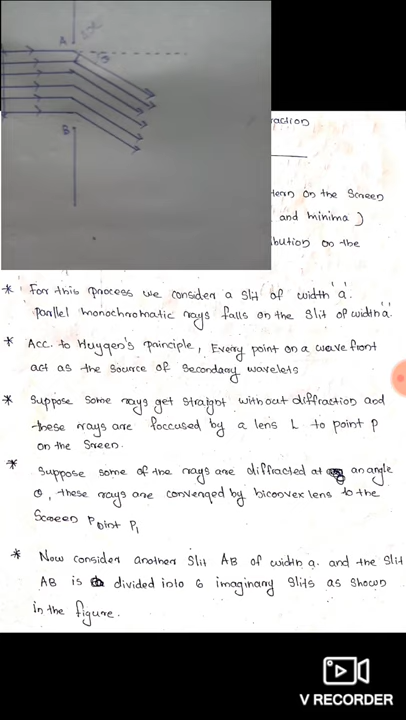 A
B
raction
tern on the Screen
and minima )
ibution on the
* For this process we consider a slit of width 'a'.
parallel monochromatic rays falls on the slit of width 'a'.
* Acc. to Huygen's principle, Every point on a wavefront
act as the source of secondary wavelets
* Suppose some rays get straight without diffraction and
these rays are foccused by a lens L to point P
on the Screen.
* Suppose some of the rays are diffracted at an angle
θ, these rays are converged by biconvex lens to the
Screen Point P₁
* Now consider another slit AB of width a. and the slit
AB is divided into 6 imaginary slits as shown
in the figure.
V RECORDER